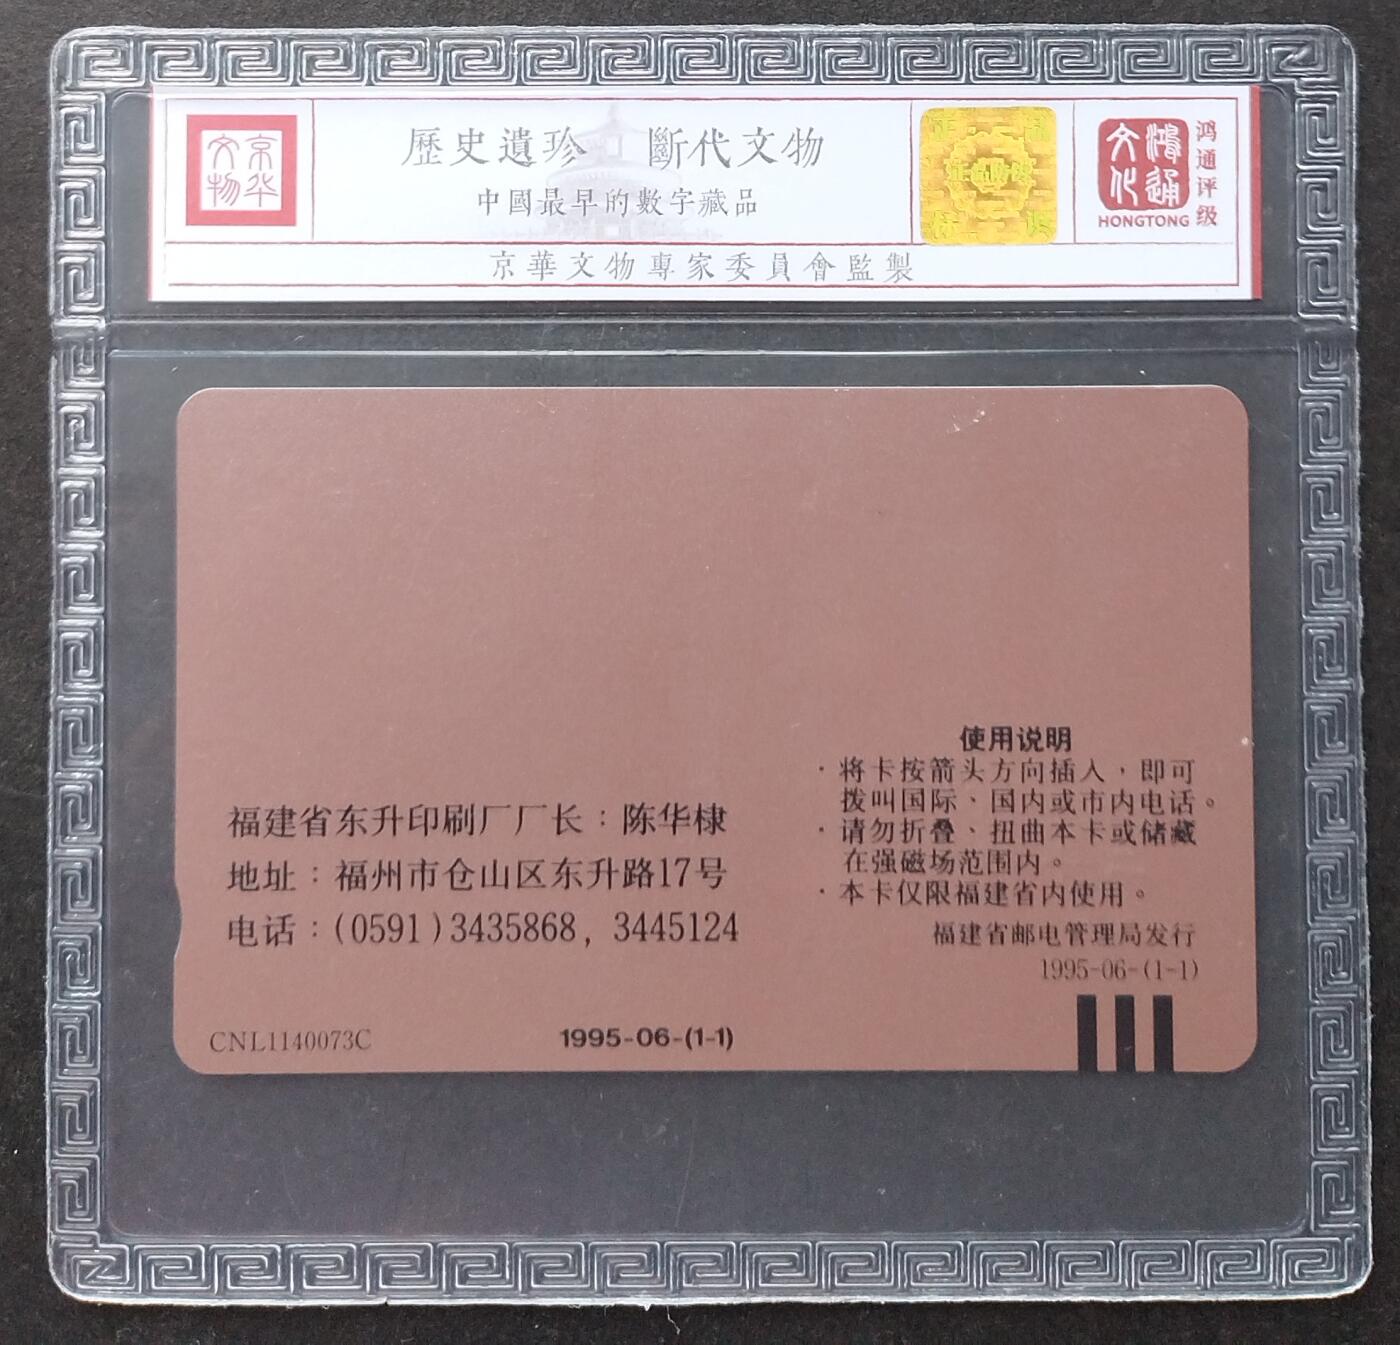 京华
文物
歷史遺珍 斷代文物
中國最早的數字藏品
京華文物專家委員會監製
鸿通
文化
HONGTONG
鸿通评级
使用说明
·将卡按箭头方向插入，即可
拨叫国际、国内或市内电话。
·请勿折叠、扭曲本卡或储藏
在强磁场范围内。
·本卡仅限福建省内使用。
福建省邮电管理局发行
1995-06-(1-1)
福建省东升印刷厂厂长：陈华棣
地址：福州市仓山区东升路17号
电话：(0591)3435868, 3445124
CNL1140073C
1995-06-(1-1)